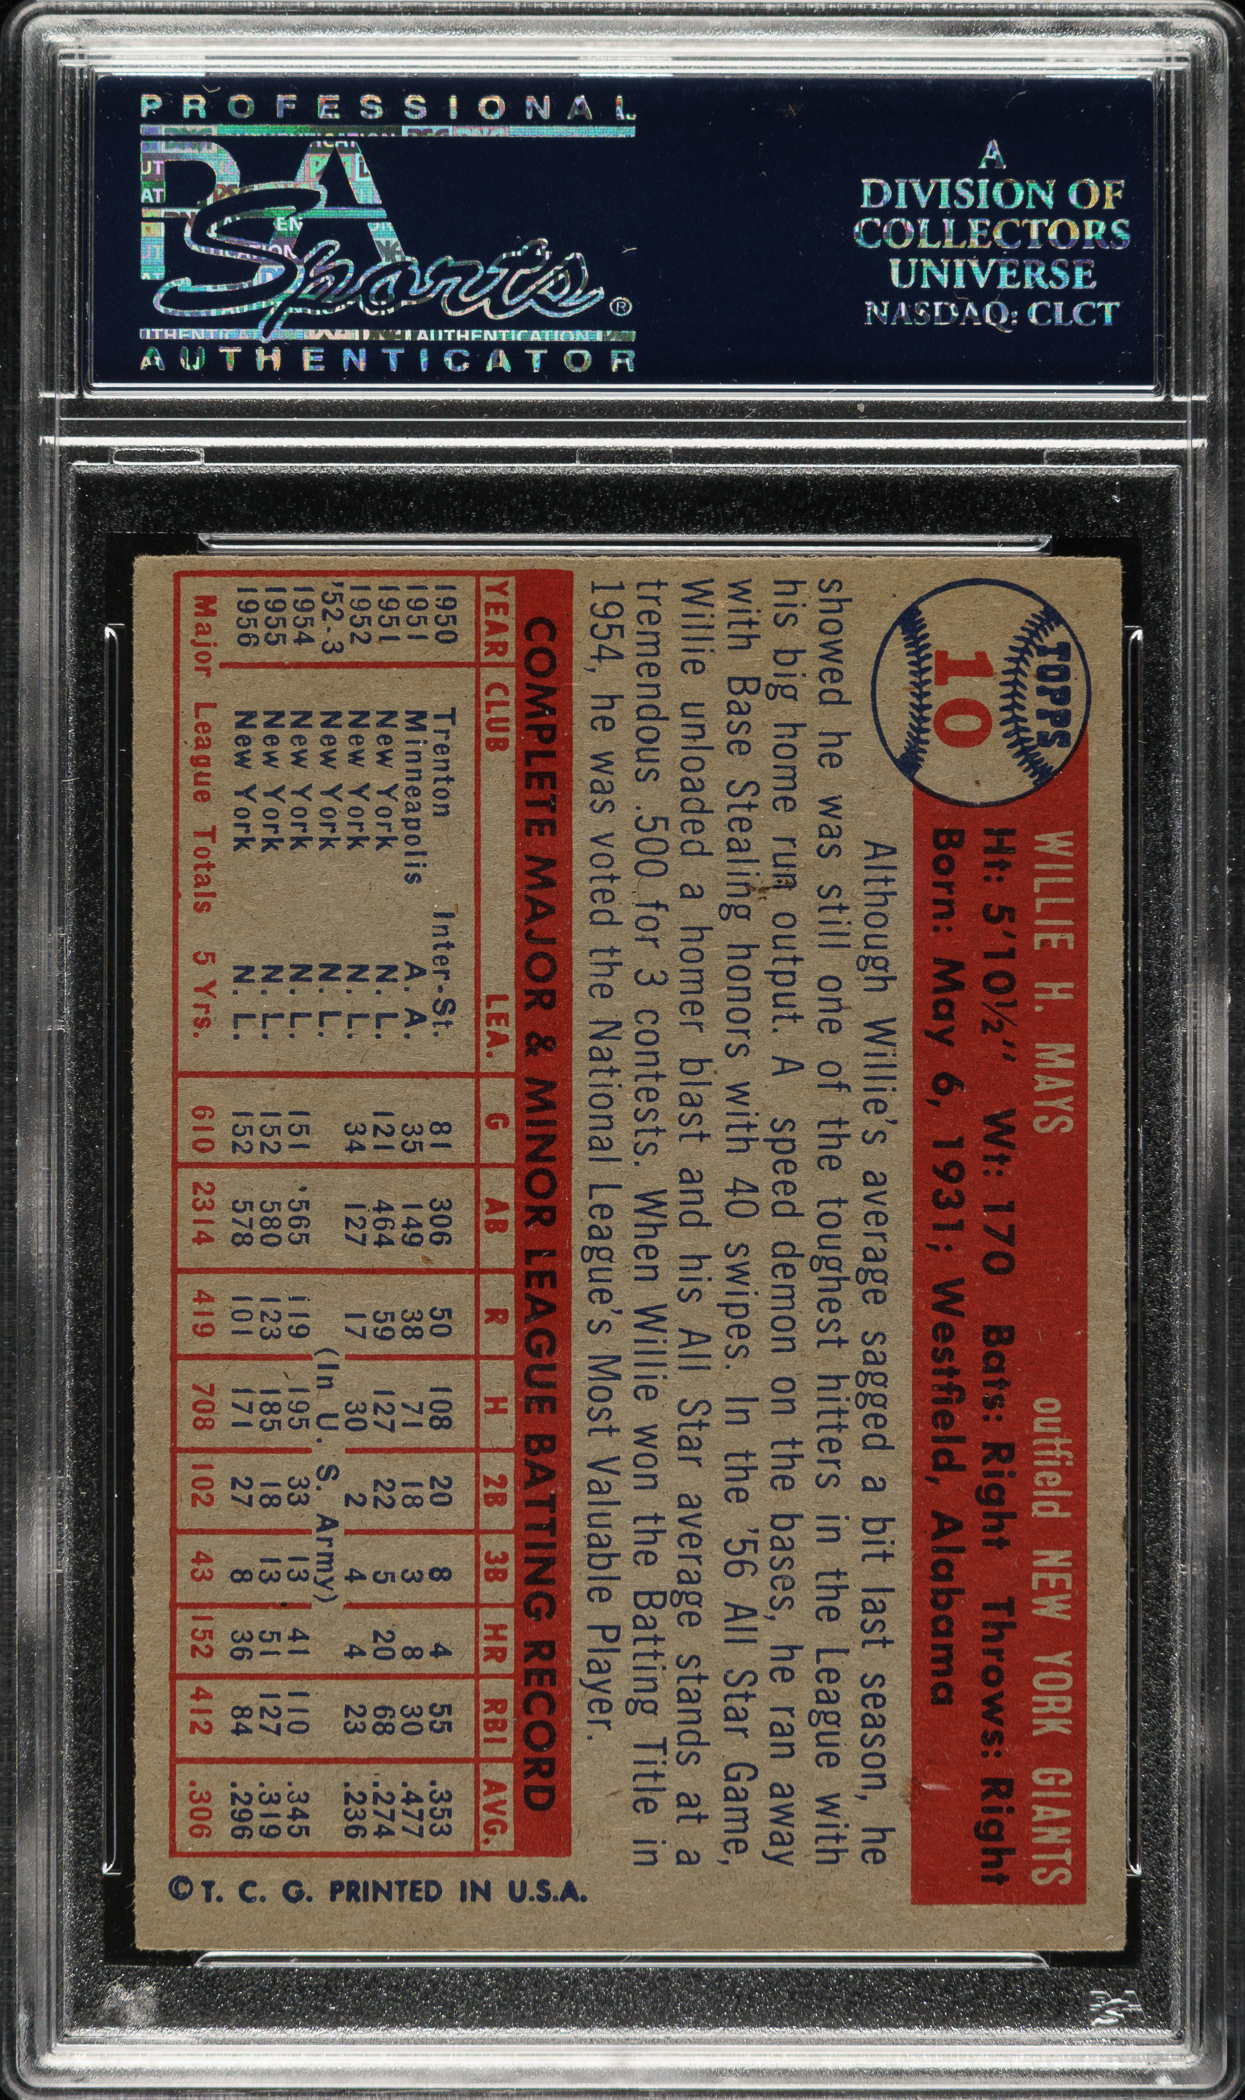 PROFESSIONAL
PSA
Sports®
AUTHENTICATION
AUTHENTICATOR
A
DIVISION OF
COLLECTORS
UNIVERSE
NASDAQ: CLCT
TOPPS
10
WILLIE H. MAYS outfield NEW YORK GIANTS
Ht: 5'10½" Wt: 170 Bats: Right Throws: Right
Born: May 6, 1931; Westfield, Alabama
Although Willie's average sagged a bit last season, he
showed he was still one of the toughest hitters in the League with
his big home run output. A speed demon on the bases, he ran away
with Base Stealing honors with 40 swipes. In the '56 All Star Game,
Willie unloaded a homer blast and his All Star average stands at a
tremendous .500 for 3 contests. When Willie won the Batting Title in
1954, he was voted the National League's Most Valuable Player.
COMPLETE MAJOR & MINOR LEAGUE BATTING RECORD
YEAR CLUB LEA. G AB R H 2B 3B HR RBI AVG.
1950 Trenton Inter-St. 81 306 50 108 20 8 4 55 .353
1951 Minneapolis A. A. 35 149 38 171 18 3 8 30 .477
1951 New York N. L. 121 464 59 127 22 5 20 68 .274
1952 New York N. L. 34 127 17 30 2 4 4 23 .236
'52-3 New York N. L. (In U. S. Army)
1954 New York N. L. 151 565 119 195 33 13 41 110 .345
1955 New York N. L. 152 580 123 185 18 13 51 127 .319
1956 New York N. L. 152 578 101 171 27 8 36 84 .296
Major League Totals 5 Yrs. 610 2314 419 708 102 43 152 412 .306
© T. C. G. PRINTED IN U.S.A.
PSA